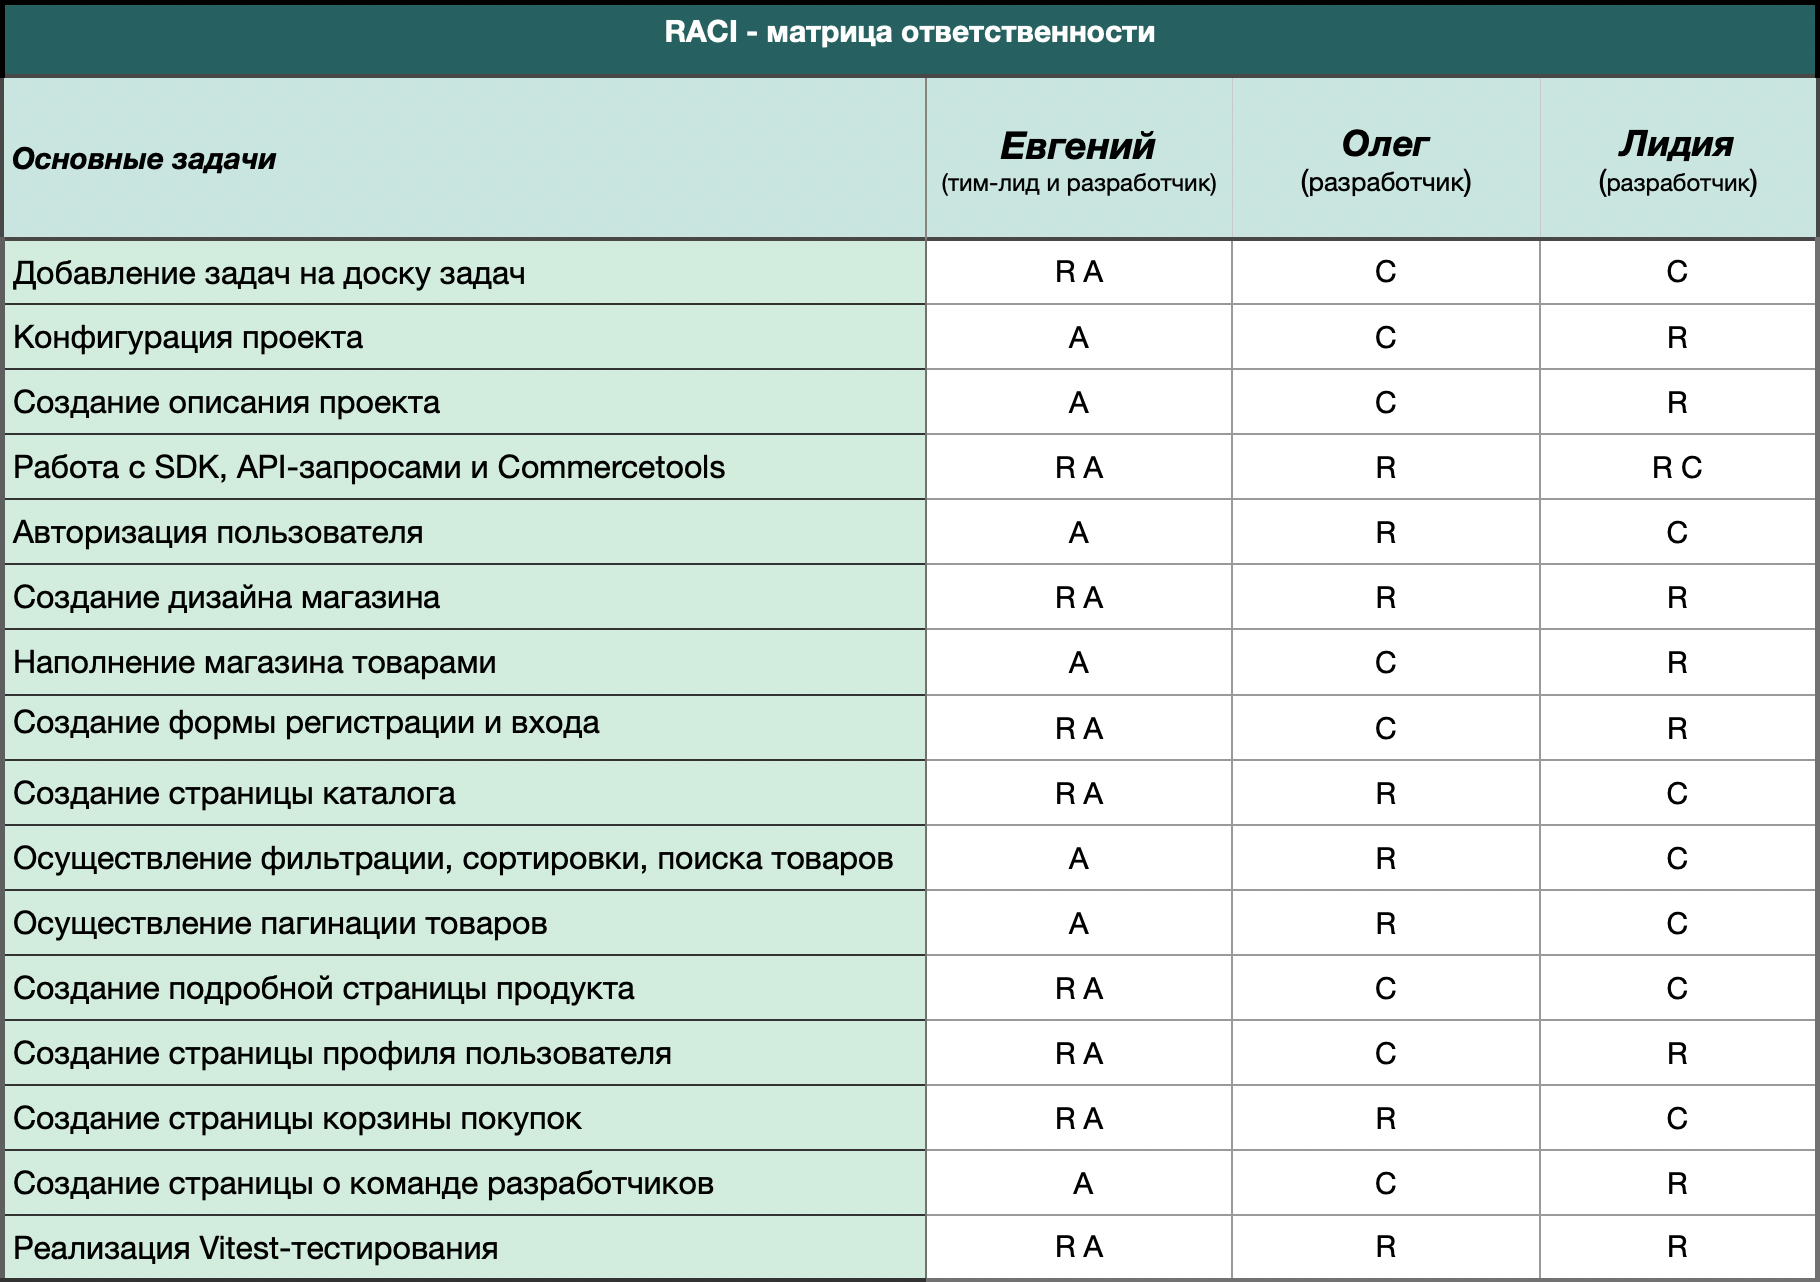 RACI - матрица ответственности
Основные задачи
Евгений
(тим-лид и разработчик)
Олег
(разработчик)
Лидия
(разработчик)
Добавление задач на доску задач R A C C
Конфигурация проекта A C R
Создание описания проекта A C R
Работа с SDK, API-запросами и Commercetools R A R R C
Авторизация пользователя A R C
Создание дизайна магазина R A R R
Наполнение магазина товарами A C R
Создание формы регистрации и входа R A C R
Создание страницы каталога R A R C
Осуществление фильтрации, сортировки, поиска товаров A R C
Осуществление пагинации товаров A R C
Создание подробной страницы продукта R A C C
Создание страницы профиля пользователя R A C R
Создание страницы корзины покупок R A R C
Создание страницы о команде разработчиков A C R
Реализация Vitest-тестирования R A R R